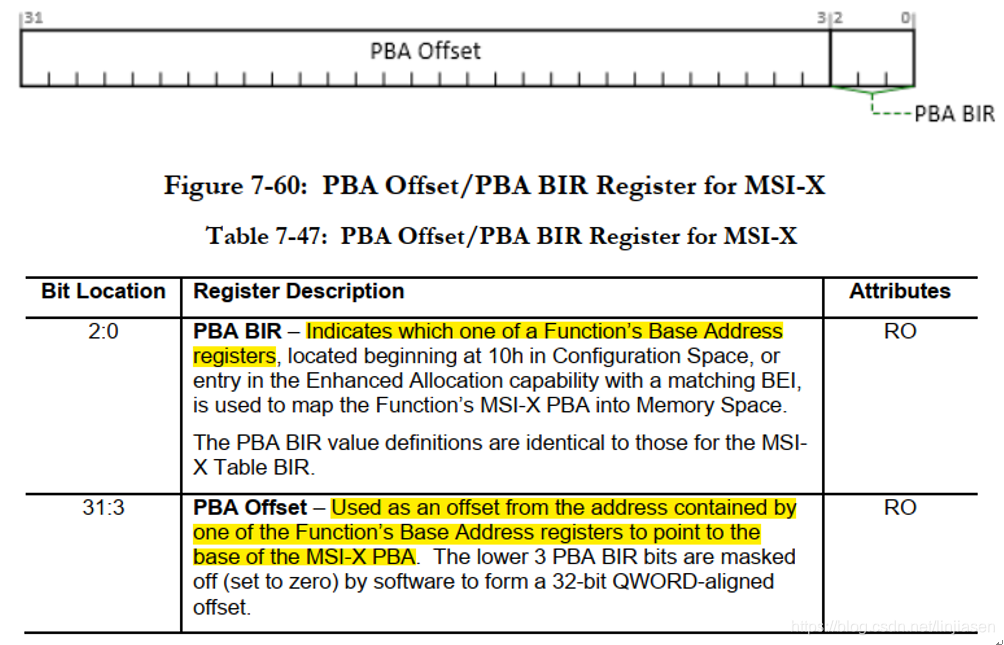 31 3 2 0
PBA Offset
PBA BIR
Figure 7-60: PBA Offset/PBA BIR Register for MSI-X
Table 7-47: PBA Offset/PBA BIR Register for MSI-X
Bit Location Register Description Attributes
2:0 PBA BIR – Indicates which one of a Function's Base Address RO
registers, located beginning at 10h in Configuration Space, or
entry in the Enhanced Allocation capability with a matching BEI,
is used to map the Function's MSI-X PBA into Memory Space.
The PBA BIR value definitions are identical to those for the MSI-
X Table BIR.
31:3 PBA Offset – Used as an offset from the address contained by RO
one of the Function's Base Address registers to point to the
base of the MSI-X PBA. The lower 3 PBA BIR bits are masked
off (set to zero) by software to form a 32-bit QWORD-aligned
offset.
https://blog.csdn.net/linjiasen